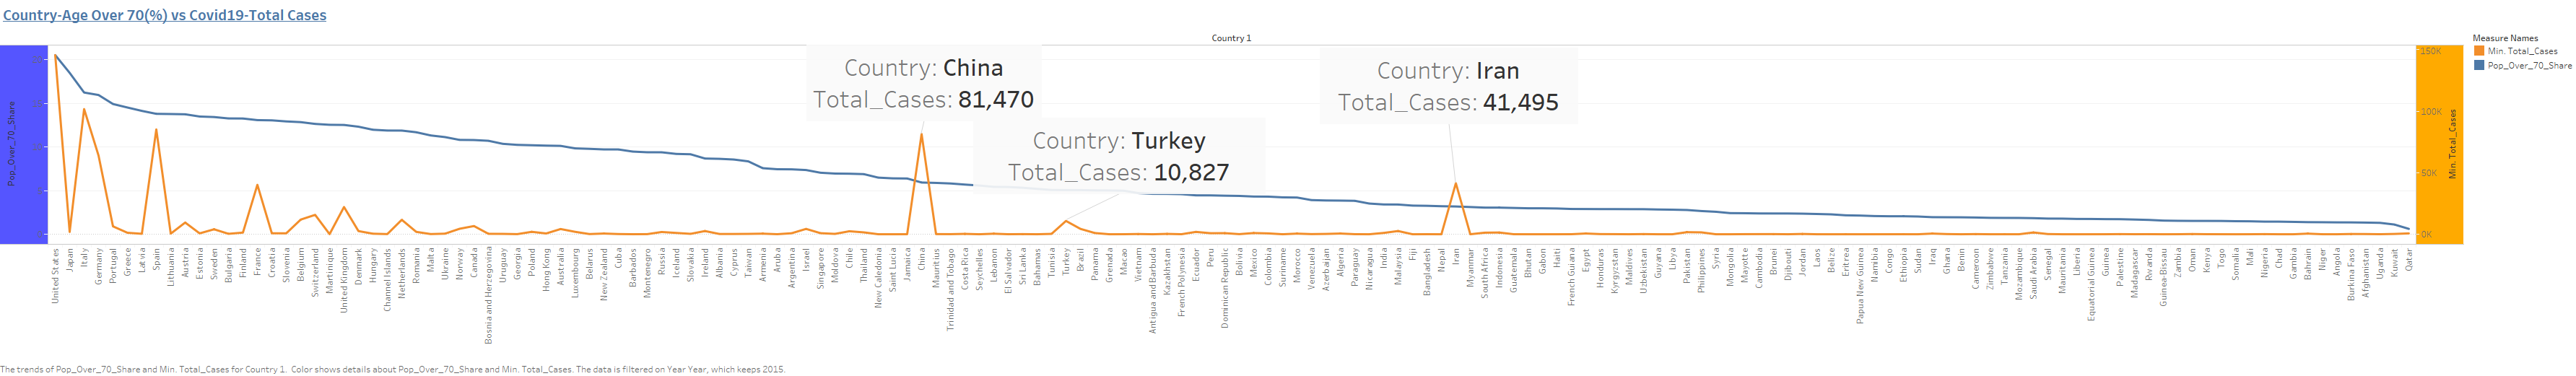 Country-Age Over 70(%) vs Covid19-Total Cases
Country 1
Measure Names
Min. Total_Cases
Pop_Over_70_Share
Country: China
Total_Cases: 81,470
Country: Turkey
Total_Cases: 10,827
Country: Iran
Total_Cases: 41,495
Pop_Over_70_Share
150K
100K
50K
0K
Min. Total_Cases
United States
Japan
Italy
Germany
Portugal
Greece
Latvia
Spain
Lithuania
Austria
Estonia
Sweden
Bulgaria
Finland
France
Croatia
Slovenia
Belgium
Switzerland
Martinique
United Kingdom
Denmark
Hungary
Channel Islands
Netherlands
Romania
Malta
Ukraine
Norway
Canada
Bosnia and Herzegovina
Uruguay
Georgia
Poland
Hong Kong
Australia
Luxembourg
Belarus
New Zealand
Cuba
Barbados
Montenegro
Russia
Iceland
Slovakia
Ireland
Albania
Cyprus
Taiwan
Armenia
Aruba
Argentina
Israel
Singapore
Moldova
Chile
Thailand
New Caledonia
Saint Lucia
Jamaica
China
Mauritius
Trinidad and Tobago
Costa Rica
Seychelles
Lebanon
El Salvador
Sri Lanka
Bahamas
Tunisia
Turkey
Brazil
Panama
Grenada
Macao
Vietnam
Antigua and Barbuda
Kazakhstan
French Polynesia
Ecuador
Peru
Dominican Republic
Bolivia
Mexico
Colombia
Suriname
Morocco
Venezuela
Azerbaijan
Algeria
Paraguay
Nicaragua
India
Malaysia
Fiji
Bangladesh
Nepal
Iran
Myanmar
South Africa
Indonesia
Guatemala
Bhutan
Gabon
Haiti
French Guiana
Egypt
Honduras
Kyrgyzstan
Maldives
Uzbekistan
Guyana
Libya
Pakistan
Philippines
Syria
Mongolia
Mayotte
Cambodia
Brunei
Djibouti
Jordan
Laos
Belize
Eritrea
Papua New Guinea
Namibia
Congo
Ethiopia
Sudan
Iraq
Ghana
Benin
Cameroon
Zimbabwe
Tanzania
Mozambique
Saudi Arabia
Senegal
Mauritania
Liberia
Equatorial Guinea
Guinea
Palestine
Madagascar
Rwanda
Guinea-Bissau
Zambia
Oman
Kenya
Togo
Somalia
Mali
Nigeria
Chad
Gambia
Bahrain
Niger
Angola
Burkina Faso
Afghanistan
Uganda
Kuwait
Qatar
The trends of Pop_Over_70_Share and Min. Total_Cases for Country 1. Color shows details about Pop_Over_70_Share and Min. Total_Cases. The data is filtered on Year Year, which keeps 2015.